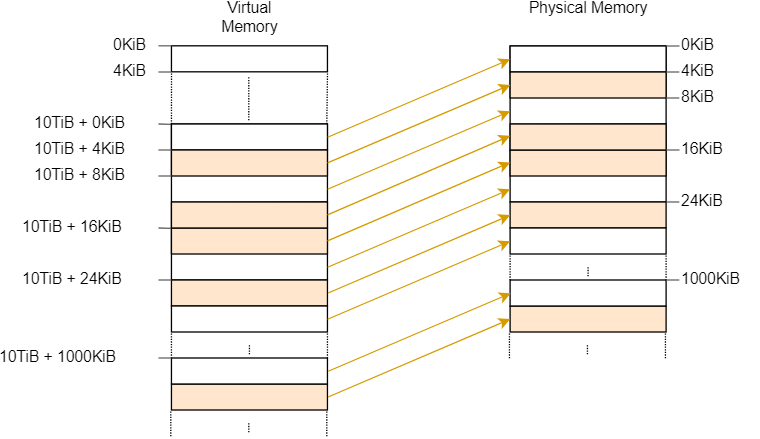 Virtual
Memory
Physical Memory
0KiB
4KiB
10TiB + 0KiB
10TiB + 4KiB
10TiB + 8KiB
10TiB + 16KiB
10TiB + 24KiB
10TiB + 1000KiB
0KiB
4KiB
8KiB
16KiB
24KiB
1000KiB